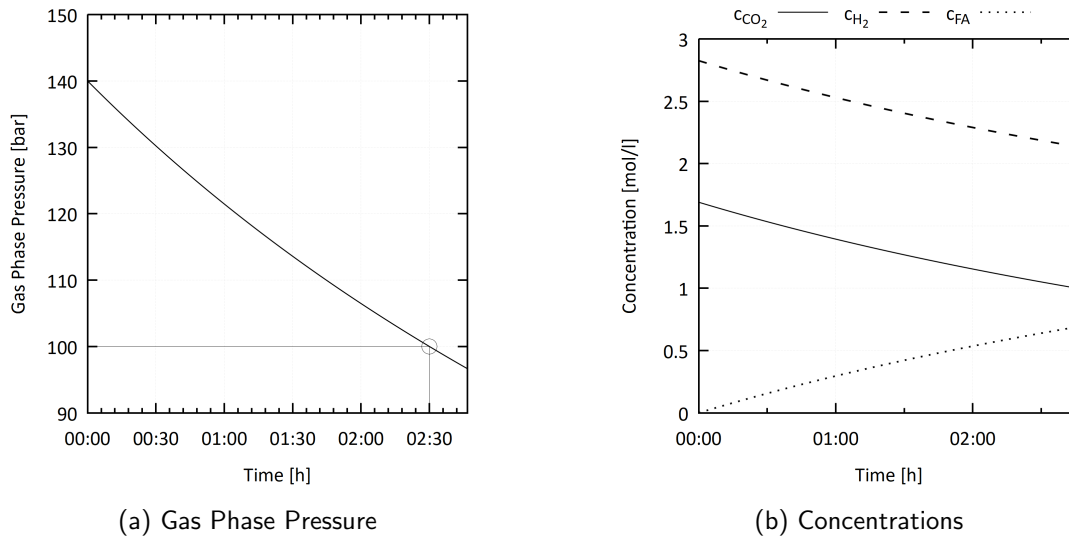 150
140
130
120
110
100
90
Gas Phase Pressure [bar]
00:00 00:30 01:00 01:30 02:00 02:30
Time [h]
(a) Gas Phase Pressure
c_CO₂ c_H₂ c_FA
3
2.5
2
1.5
1
0.5
0
Concentration [mol/l]
00:00 01:00 02:00
Time [h]
(b) Concentrations